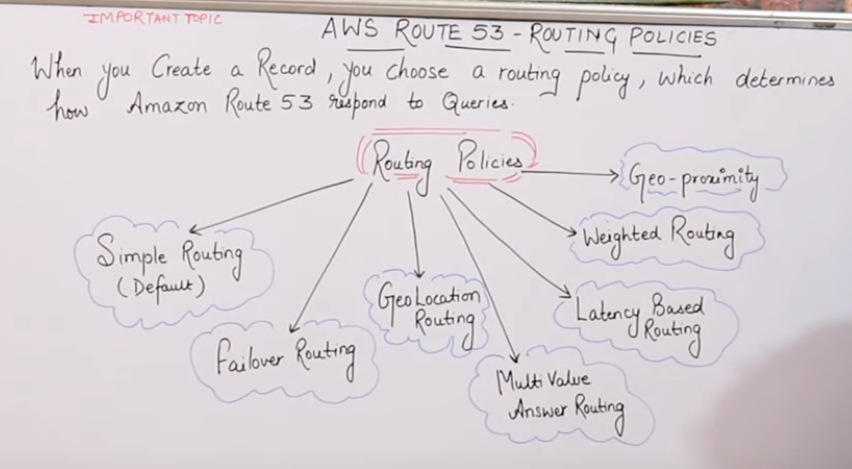 IMPORTANT TOPIC
AWS ROUTE 53 - ROUTING POLICIES
When you Create a Record, you choose a routing policy, which determines
how Amazon Route 53 respond to Queries.
Routing Policies
Geo-proximity
Weighted Routing
Simple Routing
(Default)
GeoLocation
Routing
Latency Based
Routing
Failover Routing
Multi Value
Answer Routing